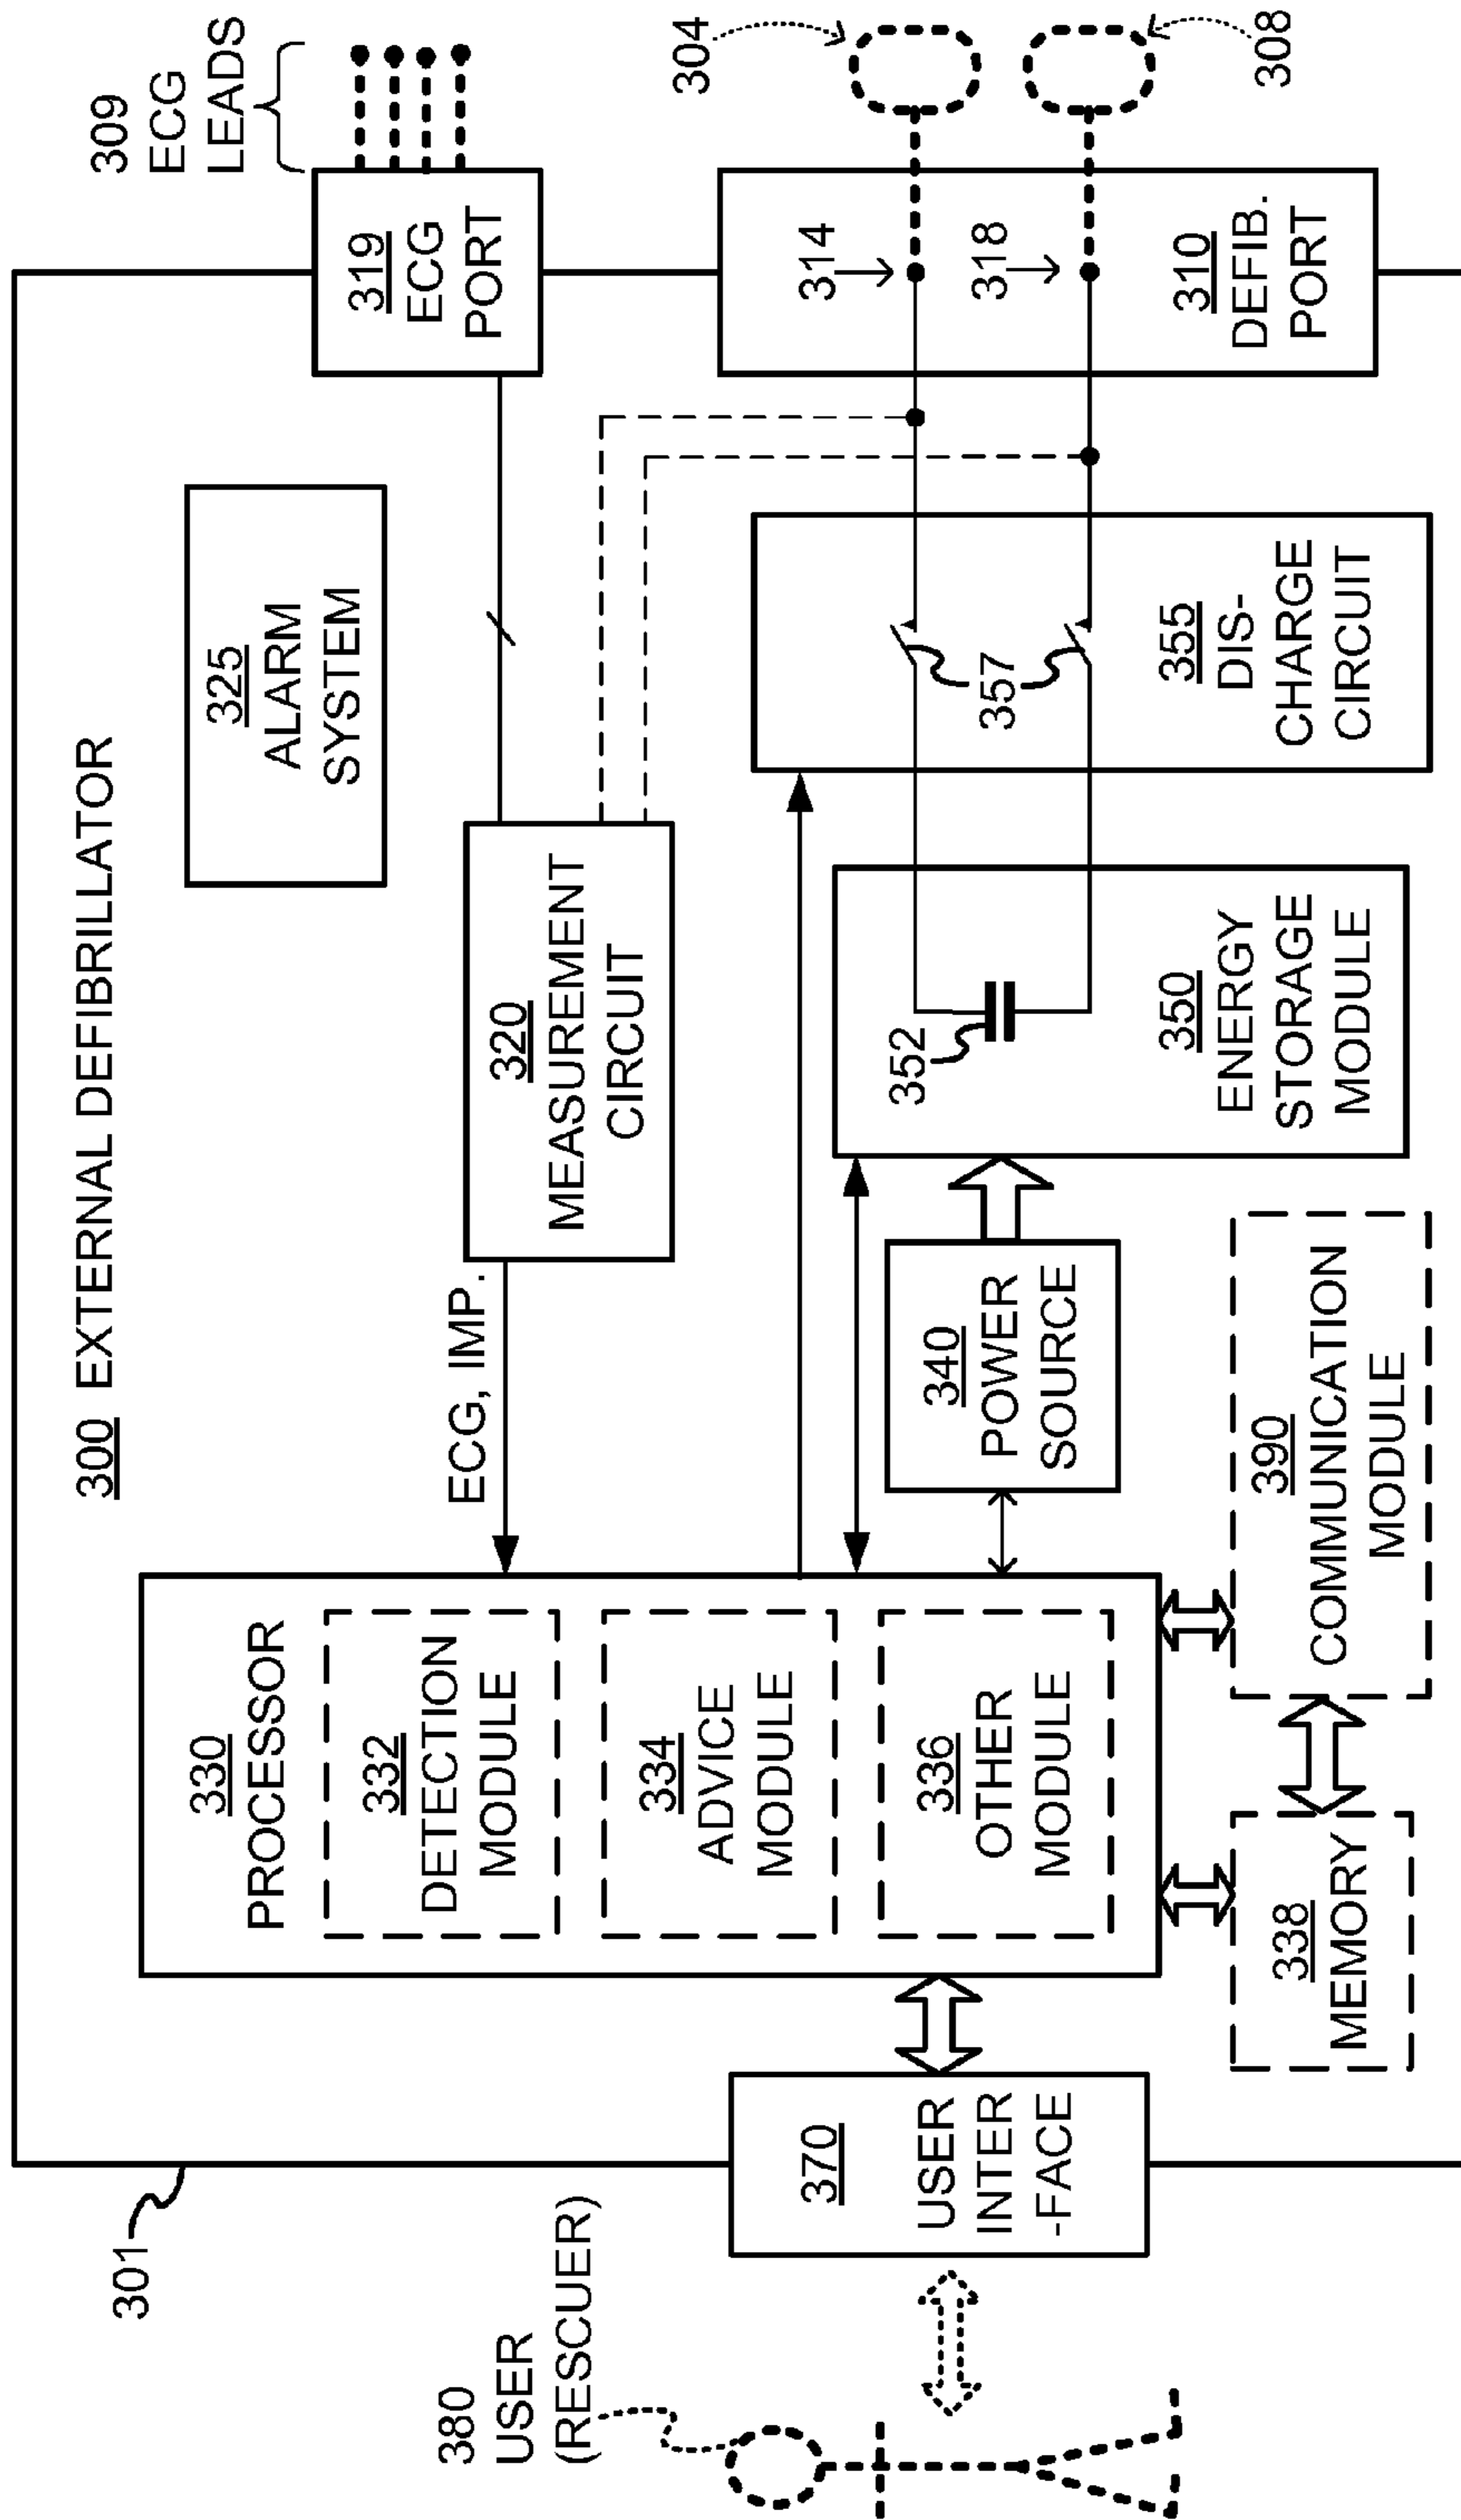 301
300 EXTERNAL DEFIBRILLATOR
309
ECG
LEADS
380
USER
(RESCUER)
330
PROCESSOR
332
DETECTION
MODULE
334
ADVICE
MODULE
336
OTHER
MODULE
ECG, IMP.
320
MEASUREMENT
CIRCUIT
325
ALARM
SYSTEM
319
ECG
PORT
304
314
318
310
DEFIB.
PORT
308
370
USER
INTER
-FACE
340
POWER
SOURCE
352
350
ENERGY
STORAGE
MODULE
357
355
DIS-
CHARGE
CIRCUIT
338
MEMORY
390
COMMUNICATION
MODULE